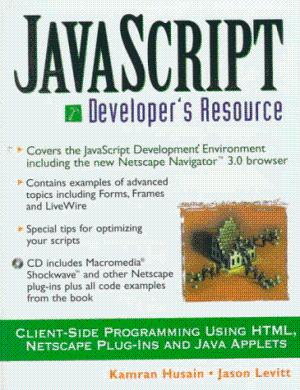 JAVASCRIPT
Developer's Resource
Covers the JavaScript Development Environment
including the new Netscape Navigator™ 3.0 browser
Contains examples of advanced
topics including Forms, Frames
and LiveWire
Special tips for optimizing
your scripts
CD includes Macromedia®
Shockwave™ and other Netscape
plug-ins plus all code examples
from the book
CLIENT-SIDE PROGRAMMING USING HTML,
NETSCAPE PLUG-INS AND JAVA APPLETS
Kamran Husain • Jason Levitt